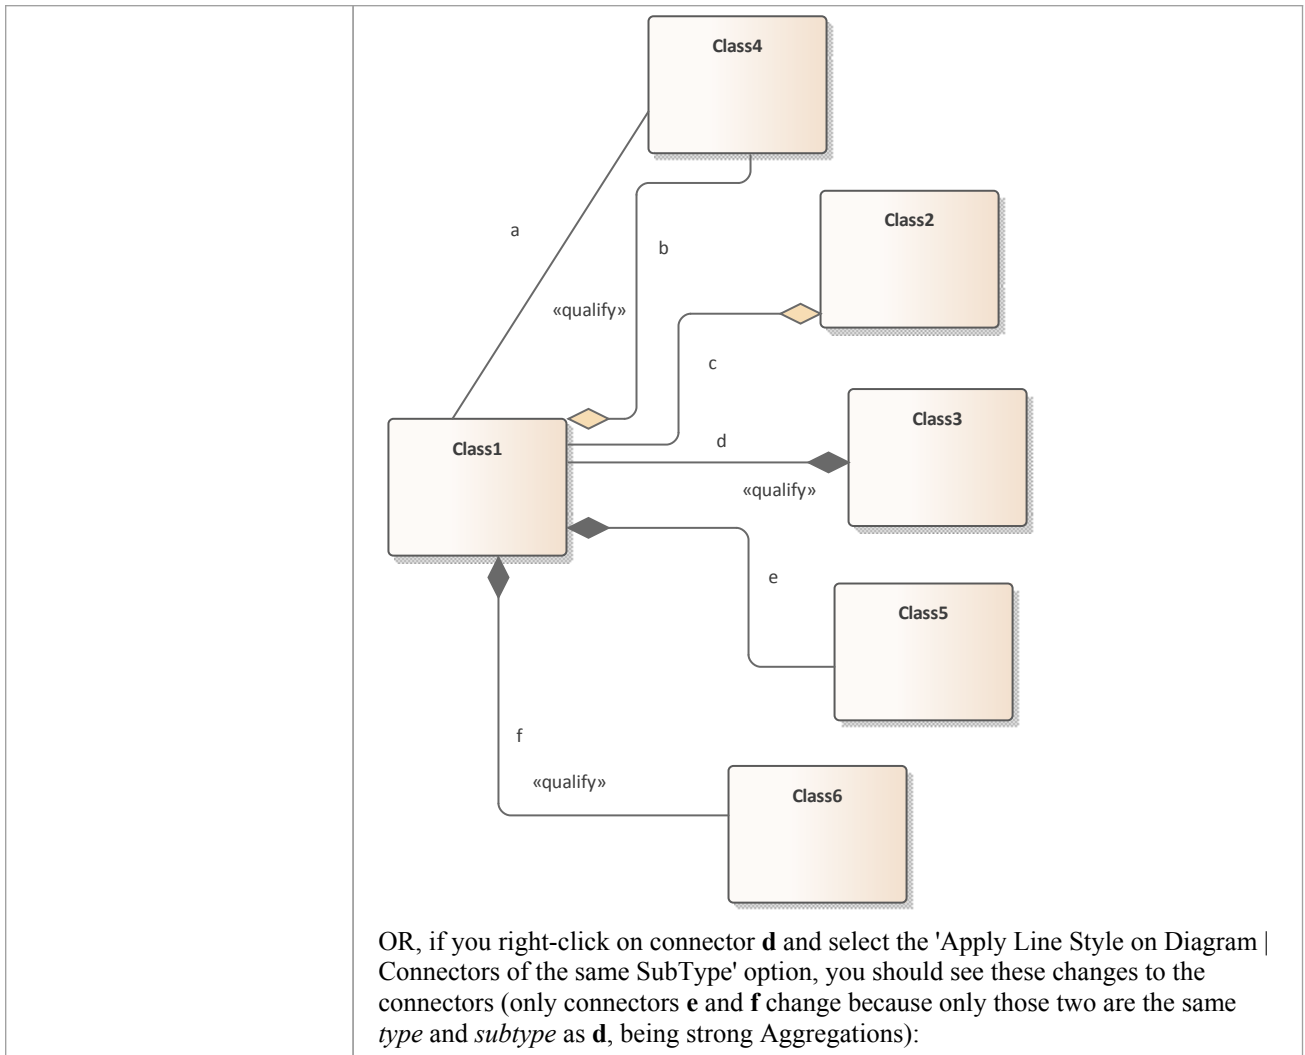 Class4
Class2
a
b
«qualify»
c
Class3
d
Class1
«qualify»
e
Class5
f
«qualify»
Class6
OR, if you right-click on connector d and select the 'Apply Line Style on Diagram |
Connectors of the same SubType' option, you should see these changes to the
connectors (only connectors e and f change because only those two are the same
type and subtype as d, being strong Aggregations):